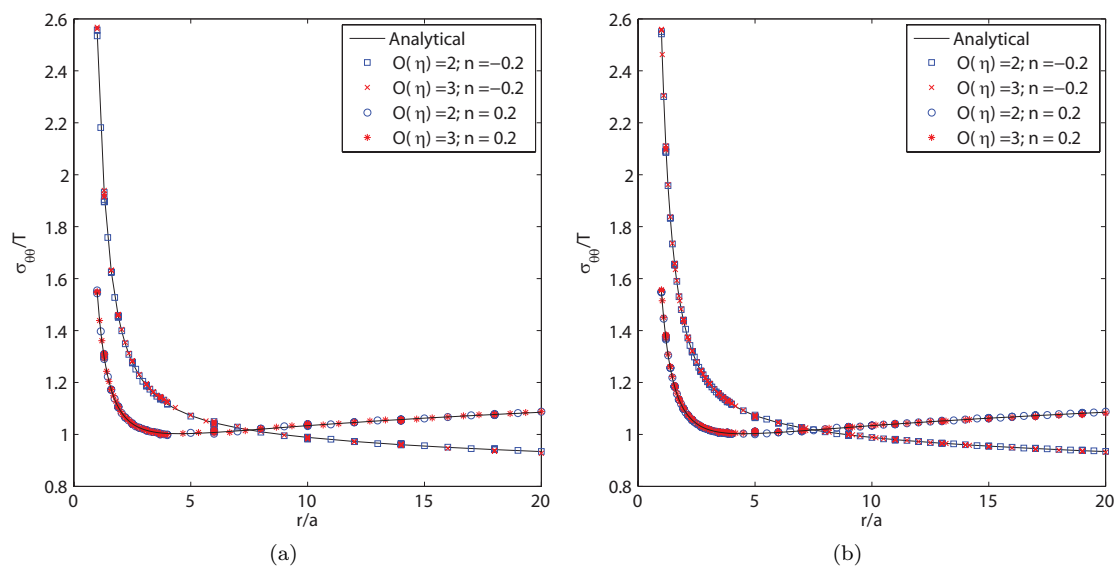 2.6
2.4
2.2
2
1.8
1.6
1.4
1.2
1
0.8
σθθ/T
0 5 10 15 20
r/a
Analytical
O( η) =2; n =−0.2
O( η) =3; n =−0.2
O( η) =2; n = 0.2
O( η) =3; n = 0.2
(a)
2.6
2.4
2.2
2
1.8
1.6
1.4
1.2
1
0.8
σθθ/T
0 5 10 15 20
r/a
Analytical
O( η) =2; n =−0.2
O( η) =3; n =−0.2
O( η) =2; n = 0.2
O( η) =3; n = 0.2
(b)